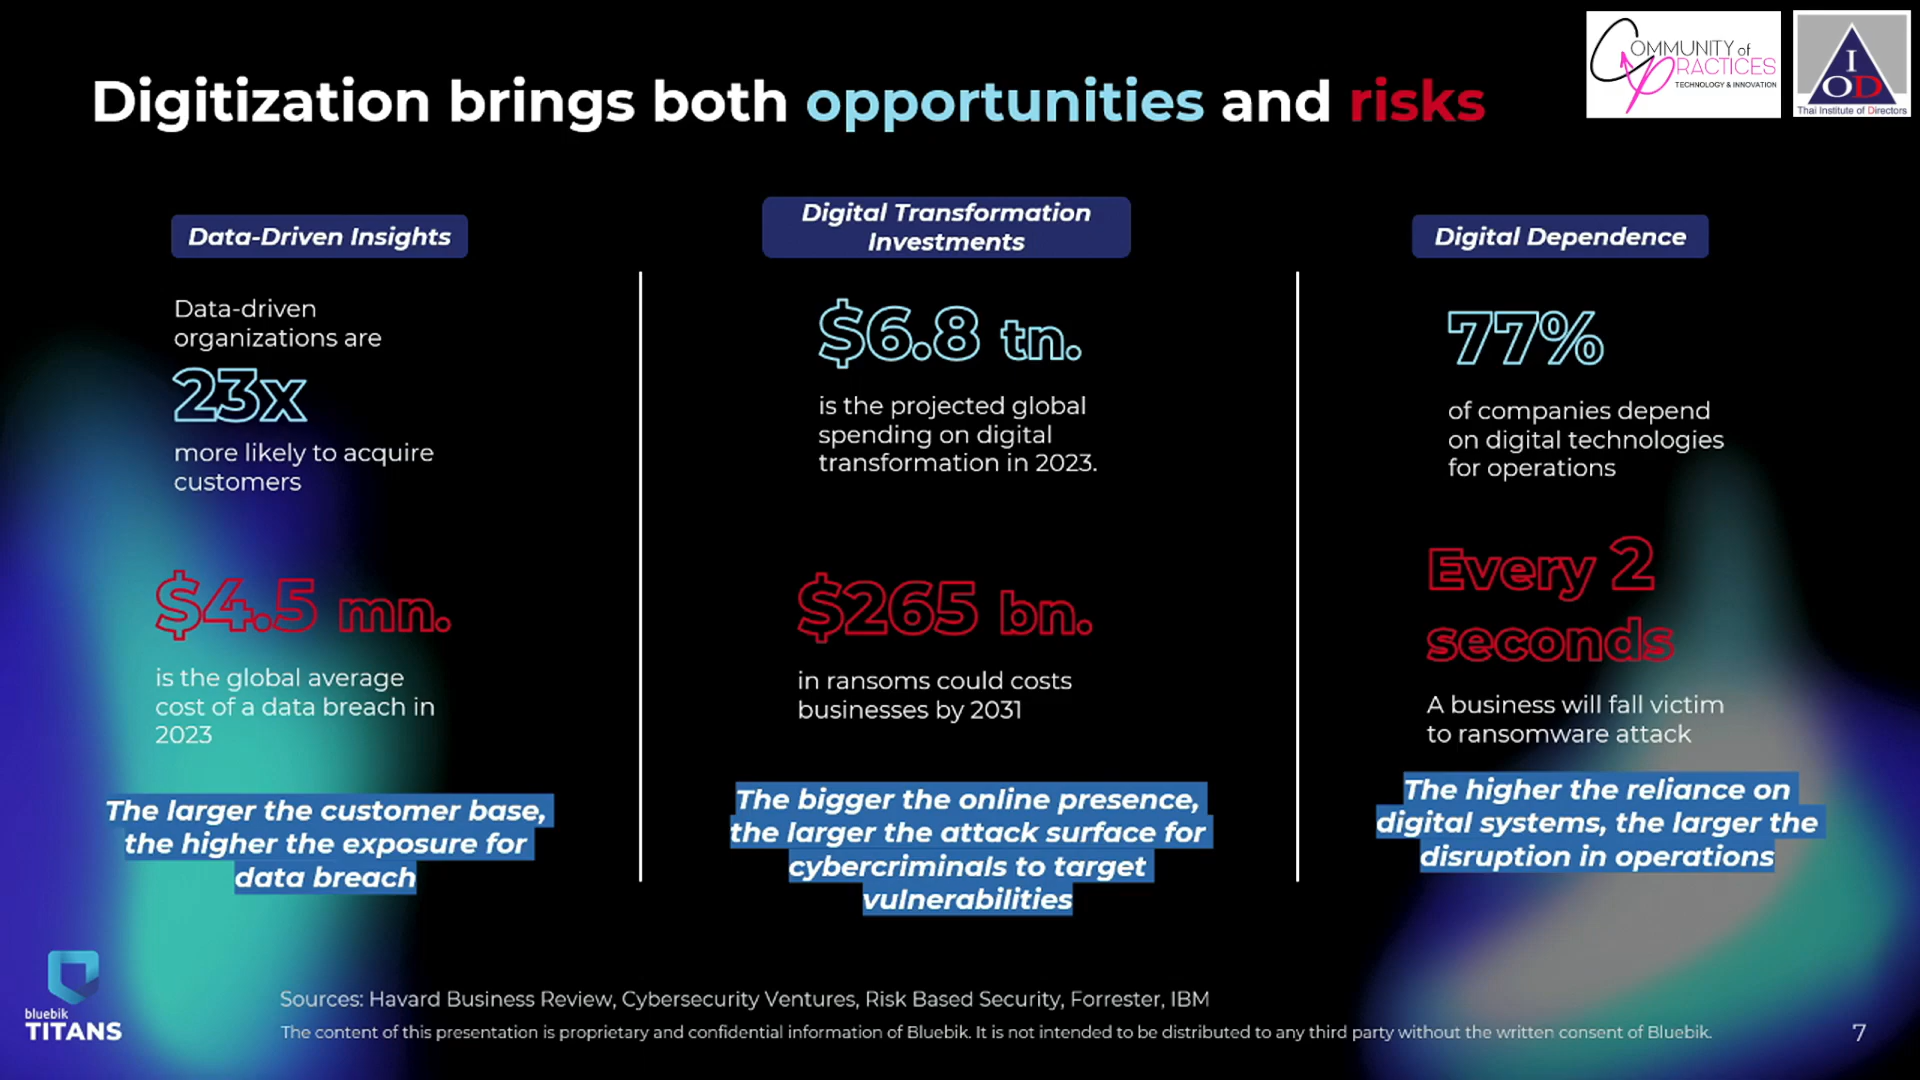 COMMUNITY of
PRACTICES
TECHNOLOGY & INNOVATION
I
OD
Thai Institute of Directors
Digitization brings both opportunities and risks
Data-Driven Insights
Data-driven
organizations are
23x
more likely to acquire
customers
$4.5 mn.
is the global average
cost of a data breach in
2023
The larger the customer base,
the higher the exposure for
data breach
Digital Transformation
Investments
$6.8 tn.
is the projected global
spending on digital
transformation in 2023.
$265 bn.
in ransoms could costs
businesses by 2031
The bigger the online presence,
the larger the attack surface for
cybercriminals to target
vulnerabilities
Digital Dependence
77%
of companies depend
on digital technologies
for operations
Every 2
seconds
A business will fall victim
to ransomware attack
The higher the reliance on
digital systems, the larger the
disruption in operations
bluebik
TITANS
Sources: Havard Business Review, Cybersecurity Ventures, Risk Based Security, Forrester, IBM
The content of this presentation is proprietary and confidential information of Bluebik. It is not intended to be distributed to any third party without the written consent of Bluebik.
7